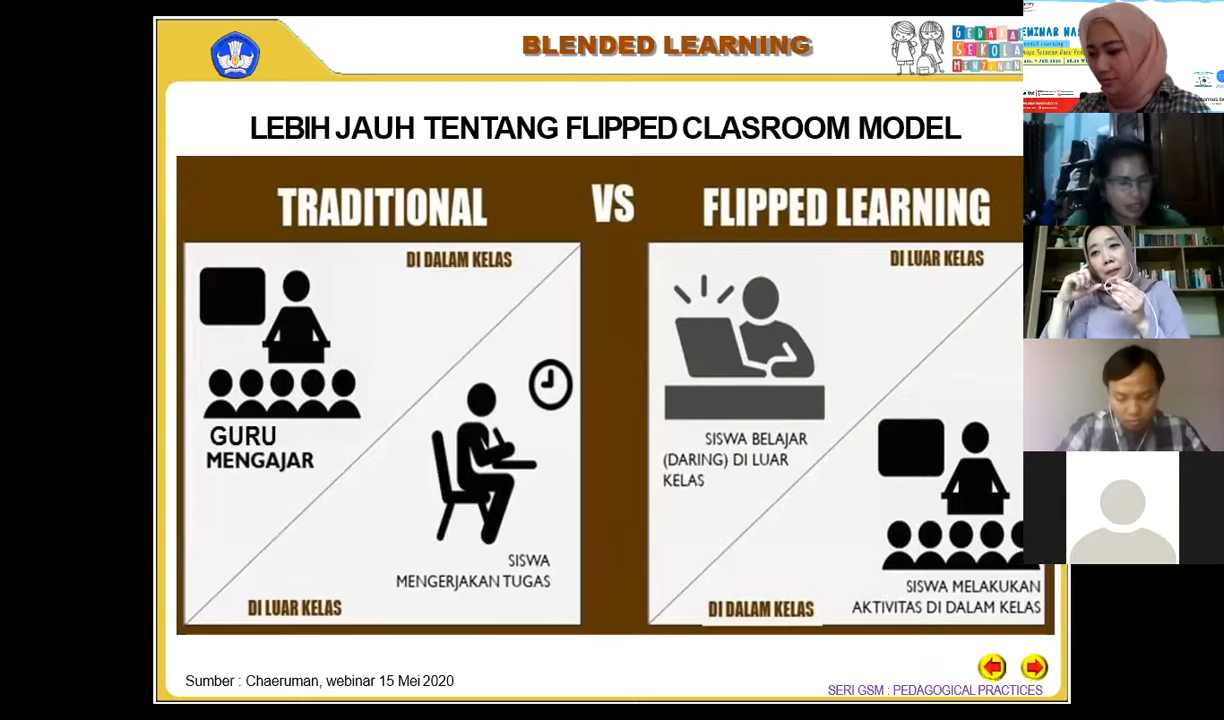 BLENDED LEARNING
GERAKAN
SEKOLAH
LEBIH JAUH TENTANG FLIPPED CLASROOM MODEL
TRADITIONAL VS FLIPPED LEARNING
DI DALAM KELAS
GURU
MENGAJAR
SISWA
MENGERJAKAN TUGAS
DI LUAR KELAS
DI LUAR KELAS
SISWA BELAJAR
(DARING) DI LUAR
KELAS
SISWA MELAKUKAN
AKTIVITAS DI DALAM KELAS
DI DALAM KELAS
Sumber : Chaeruman, webinar 15 Mei 2020
SERI GSM : PEDAGOGICAL PRACTICES